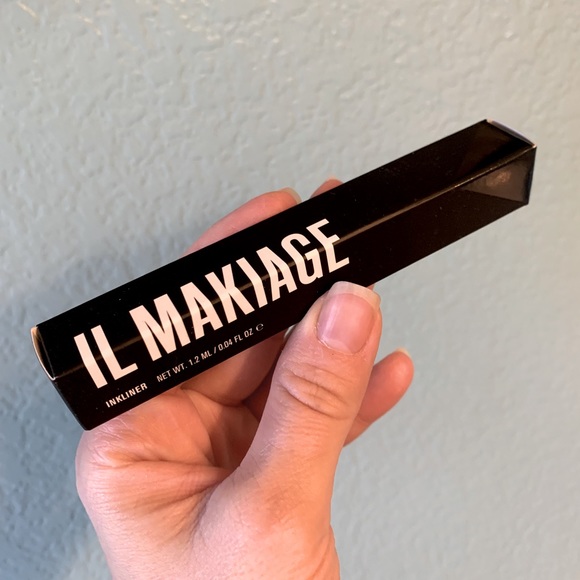 IL MAKIAGE
INKLINER NET WT. 1.2 ML / 0.04 FL OZ ℮